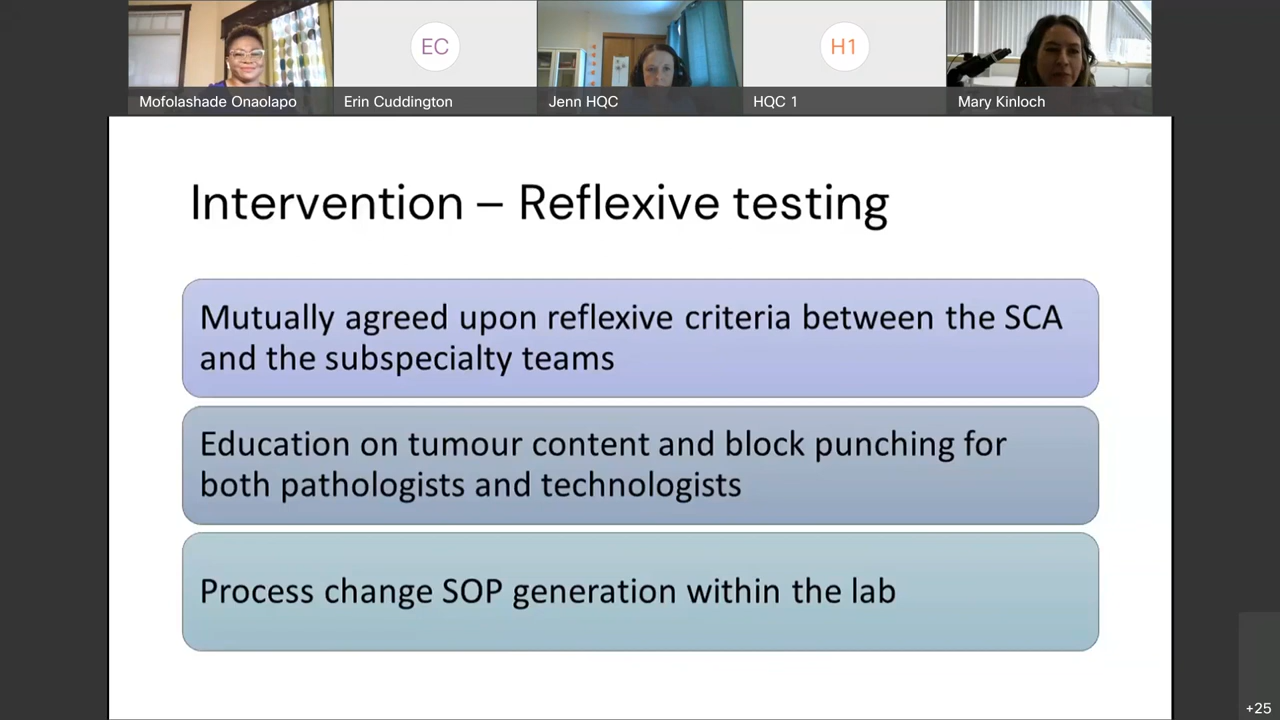 EC
H1
Mofolashade Onaolapo
Erin Cuddington
Jenn HQC
HQC 1
Mary Kinloch
Intervention – Reflexive testing
Mutually agreed upon reflexive criteria between the SCA
and the subspecialty teams
Education on tumour content and block punching for
both pathologists and technologists
Process change SOP generation within the lab
+25